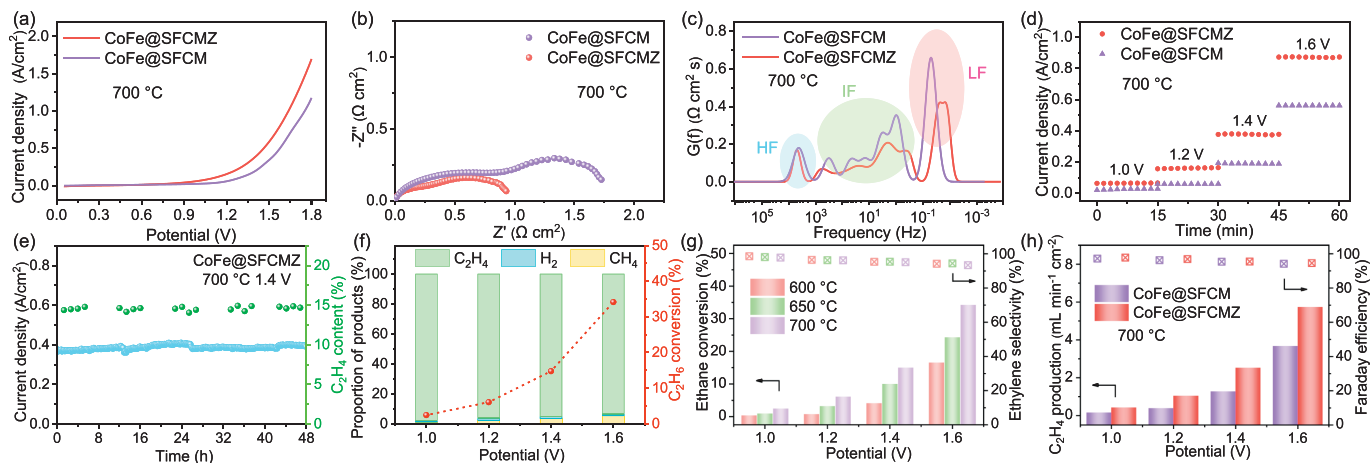 (a)
Current density (A/cm²)
2.0
1.5
1.0
0.5
0.0
CoFe@SFCMZ
CoFe@SFCM
700 °C
0.0 0.3 0.6 0.9 1.2 1.5 1.8
Potential (V)
(b)
-Z'' (Ω cm²)
1.0
0.5
0.0
CoFe@SFCM
CoFe@SFCMZ
700 °C
0.0 0.5 1.0 1.5 2.0
Z' (Ω cm²)
(c)
G(f) (Ω cm² s)
0.8
0.6
0.4
0.2
0.0
CoFe@SFCM
CoFe@SFCMZ
700 °C
LF
IF
HF
10⁵ 10³ 10¹ 10⁻¹ 10⁻³
Frequency (Hz)
(d)
Current density (A/cm²)
1.2
1.0
0.8
0.6
0.4
0.2
0.0
CoFe@SFCMZ
CoFe@SFCM
700 °C
1.6 V
1.4 V
1.2 V
1.0 V
0 15 30 45 60
Time (min)
(e)
Current density (A/cm²)
0.8
0.6
0.4
0.2
0.0
CoFe@SFCMZ
700 °C 1.4 V
20
15
10
5
0
C₂H₄ content (%)
0 8 16 24 32 40 48
Time (h)
(f)
Proportion of products (%)
100
80
60
40
20
0
C₂H₄ H₂ CH₄
50
40
30
20
10
0
C₂H₆ conversion (%)
1.0 1.2 1.4 1.6
Potential (V)
(g)
Ethane conversion (%)
50
40
30
20
10
0
600 °C
650 °C
700 °C
100
90
80
70
60
50
40
30
20
10
0
Ethylene selectivity (%)
1.0 1.2 1.4 1.6
Potential (V)
(h)
C₂H₄ production (mL min⁻¹ cm⁻²)
8
6
4
2
0
CoFe@SFCM
CoFe@SFCMZ
700 °C
100
90
80
70
60
50
40
30
20
10
0
Faraday efficiency (%)
1.0 1.2 1.4 1.6
Potential (V)